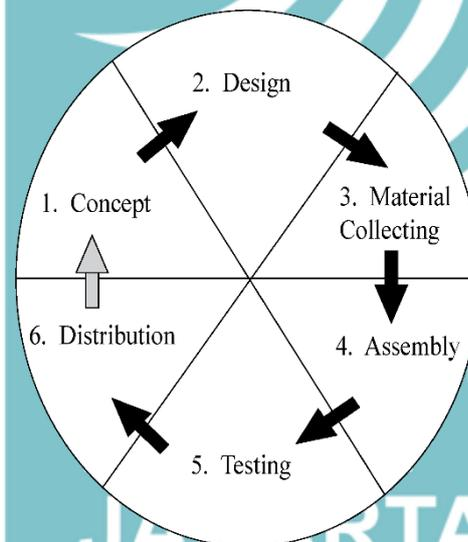 1. Concept
2. Design
3. Material
Collecting
4. Assembly
5. Testing
6. Distribution